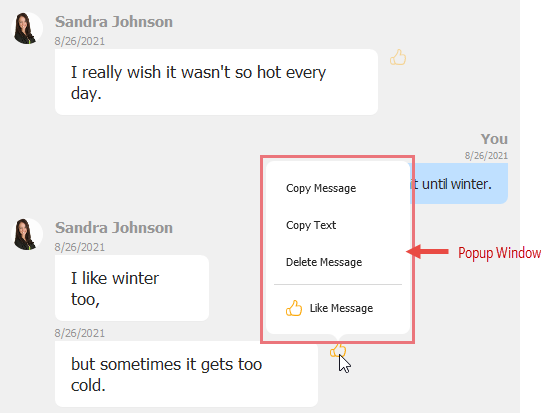 Sandra Johnson
8/26/2021
I really wish it wasn't so hot every
day.
You
8/26/2021
it until winter.
Copy Message
Copy Text
Delete Message
Like Message
Popup Window
Sandra Johnson
8/26/2021
I like winter
too,
8/26/2021
but sometimes it gets too
cold.